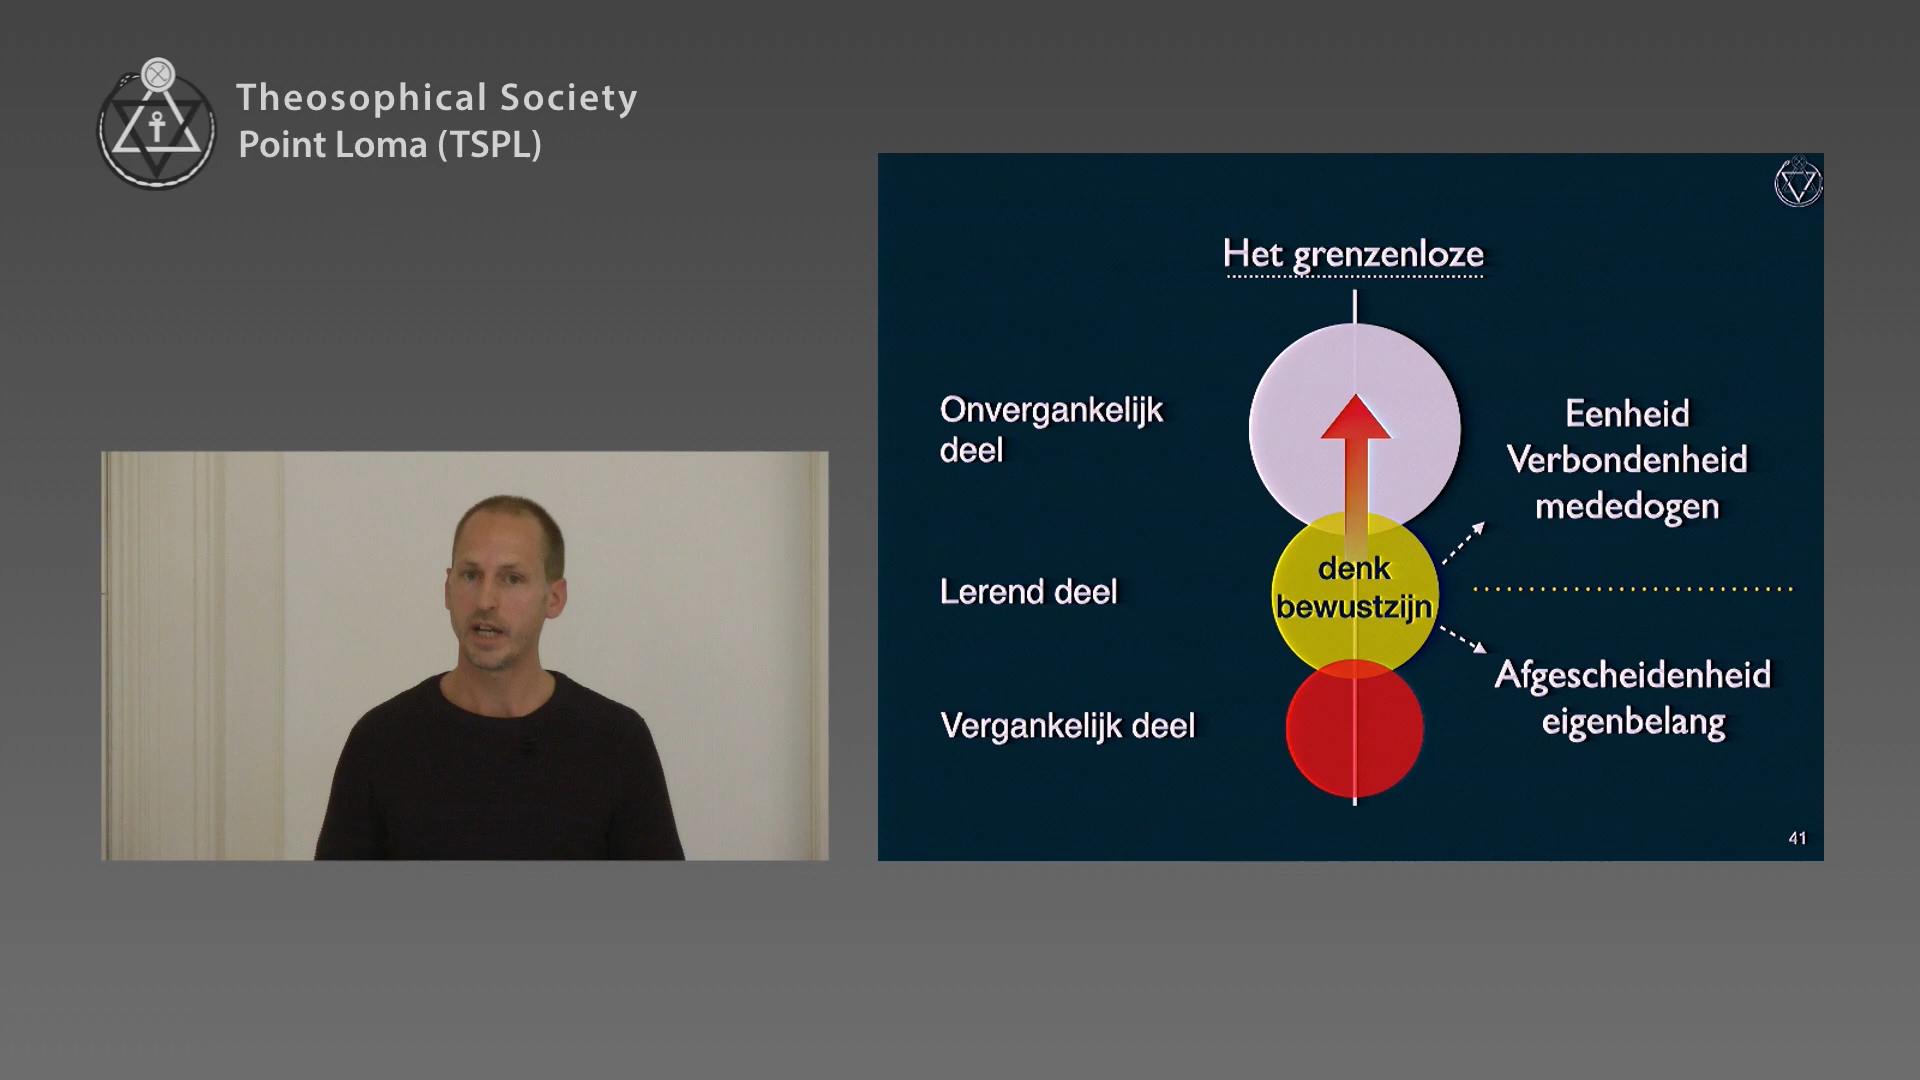 Theosophical Society
Point Loma (TSPL)
Het grenzenloze
Onvergankelijk
deel
Eenheid
Verbondenheid
mededogen
Lerend deel
denk
bewustzijn
Vergankelijk deel
Afgescheidenheid
eigenbelang
41